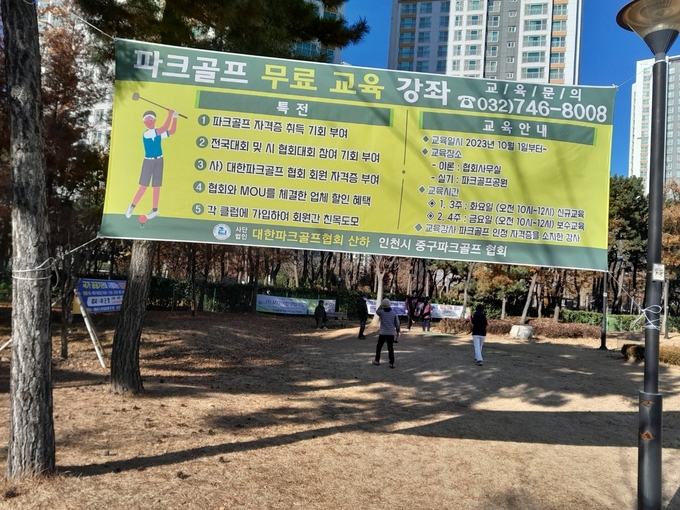 파크골프 무료 교육 강좌 교/육/문/의
☎032)746-8008
특 전
1 파크골프 자격증 취득 기회 부여
2 전국대회 및 시 협회대회 참여 기회 부여
3 사) 대한파크골프 협회 회원 자격증 부여
4 협회와 MOU를 체결한 업체 할인 혜택
5 각 클럽에 가입하여 회원간 친목도모
교 육 안 내
◆ 교육일시 2023년 10월 1일부터~
◆ 교육장소
- 이론 : 협회사무실
- 실기 : 파크골프공원
◆ 교육시간
◈ 1. 3주 : 화요일 (오전 10시~12시) 신규교육
◈ 2. 4주 : 금요일 (오전 10시~12시) 보수교육
◆ 교육강사 파크골프 인정 자격증을 소지한 강사
사단법인 대한파크골프협회 산하 인천시 중구파크골프 협회